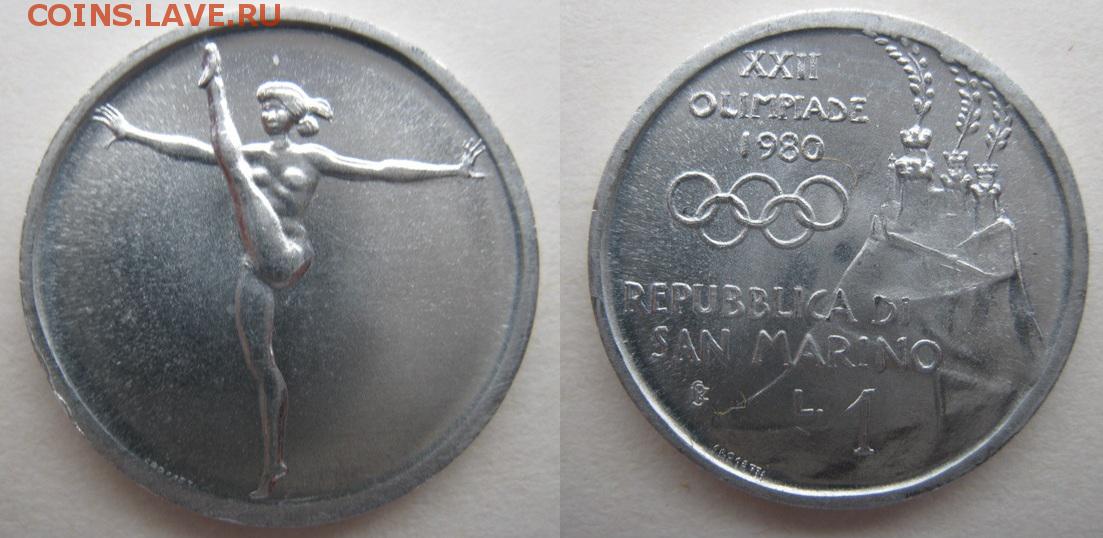 COINS.LAVE.RU
XXII
OLIMPIADE
1980
REPUBBLICA DI
SAN MARINO
L. 1